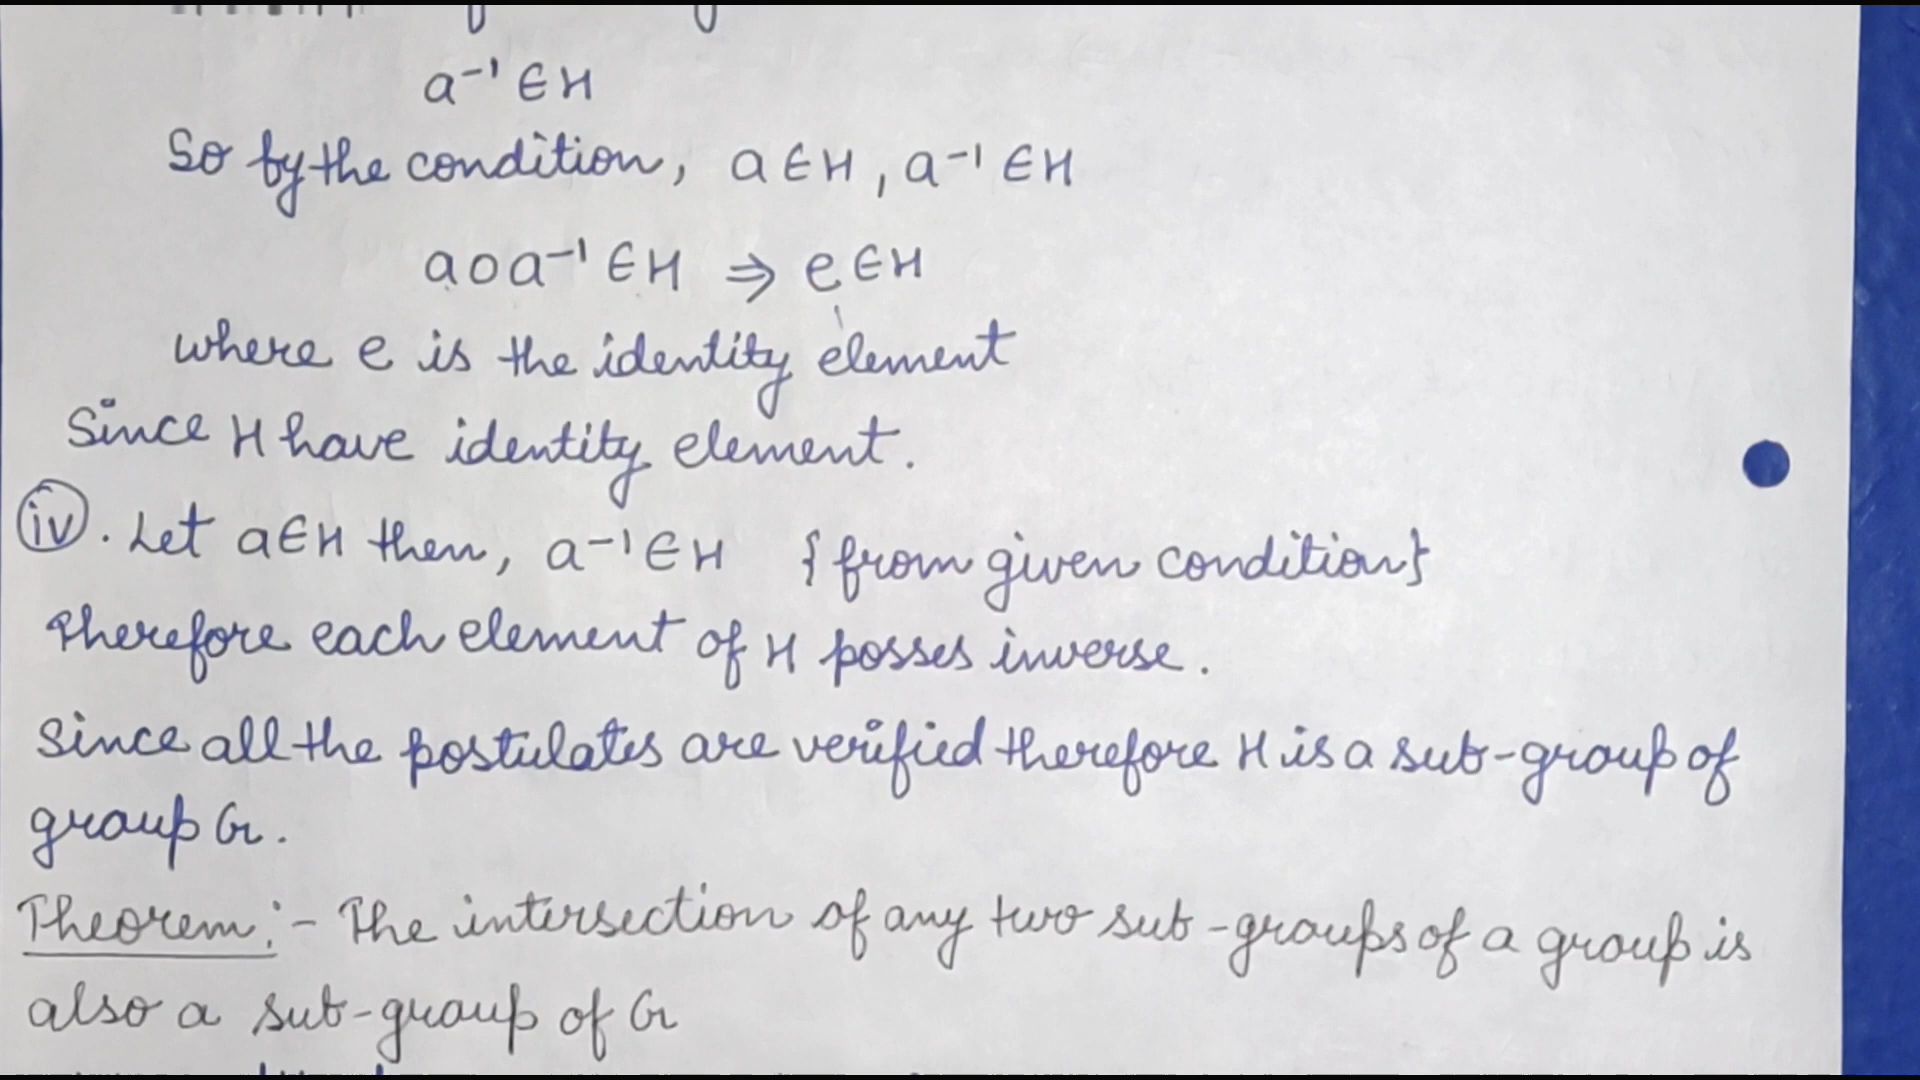 a⁻¹ ∈ H
So by the condition, a ∈ H, a⁻¹ ∈ H
a o a⁻¹ ∈ H ⇒ e ∈ H
where e is the identity element
Since H have identity element.
(iv). Let a ∈ H then, a⁻¹ ∈ H {from given condition}
Therefore each element of H posses inverse.
Since all the postulates are verified therefore H is a sub-group of
group G.
Theorem:- The intersection of any two sub-groups of a group is
also a sub-group of G